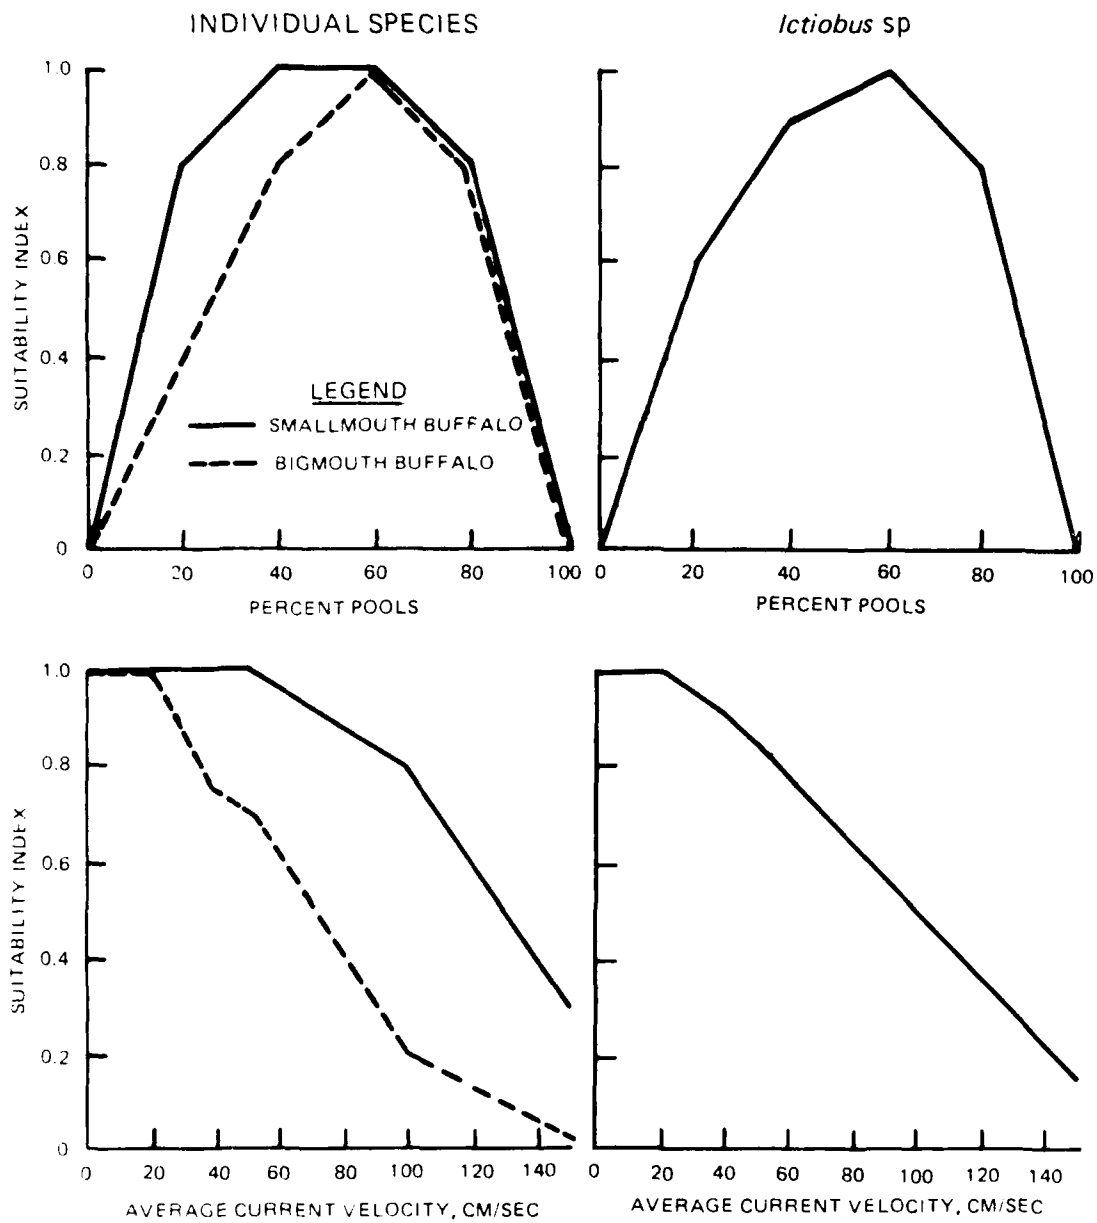 INDIVIDUAL SPECIES
Ictiobus sp
SUITABILITY INDEX
1.0
0.8
0.6
0.4
0.2
0
LEGEND
SMALLMOUTH BUFFALO
BIGMOUTH BUFFALO
0 20 40 60 80 100
PERCENT POOLS
0 20 40 60 80 100
PERCENT POOLS
SUITABILITY INDEX
1.0
0.8
0.6
0.4
0.2
0
0 20 40 60 80 100 120 140
AVERAGE CURRENT VELOCITY, CM/SEC
0 20 40 60 80 100 120 140
AVERAGE CURRENT VELOCITY, CM/SEC